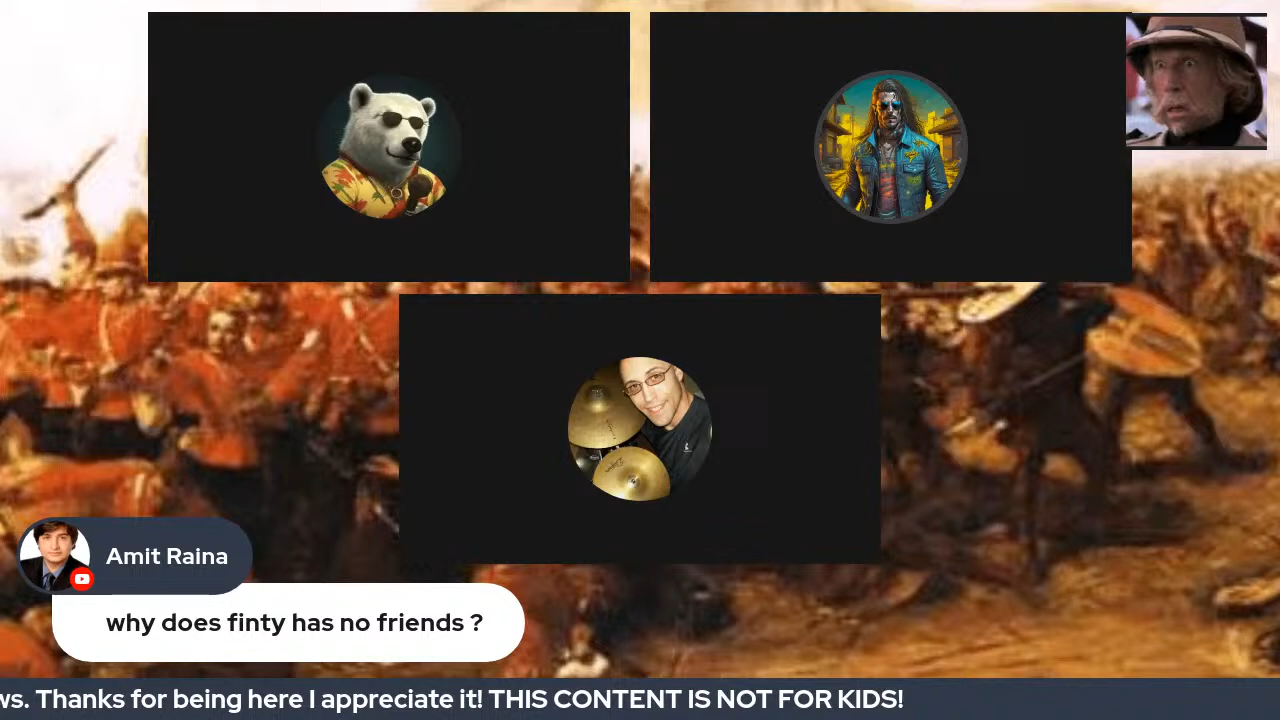 Amit Raina
why does finty has no friends ?
ws. Thanks for being here I appreciate it! THIS CONTENT IS NOT FOR KIDS!